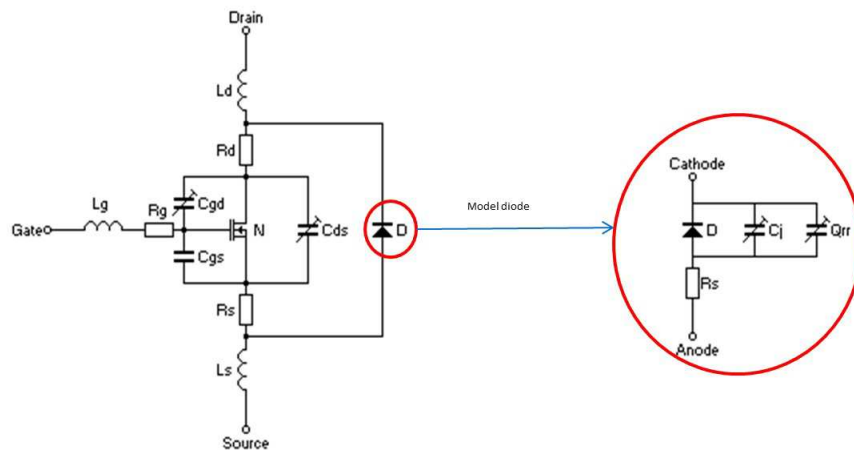 Drain
Ld
Rd
Cgd
Lg
Rg
Gate
N
Cds
D
Cgs
Rs
Ls
Source
Model diode
Cathode
D
Cj
Qrr
Rs
Anode